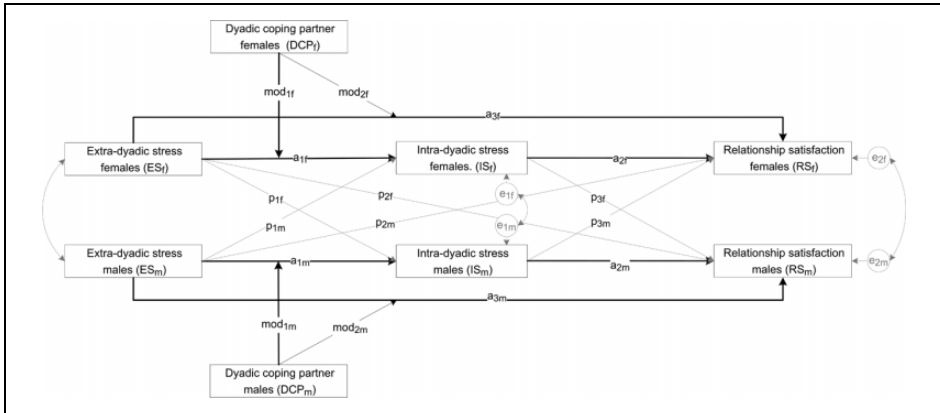 Dyadic coping partner
females (DCPf)
mod1f
mod2f
a3f
Extra-dyadic stress
females (ESf)
a1f
Intra-dyadic stress
females. (ISf)
a2f
Relationship satisfaction
females (RSf)
e2f
p1f
p2f
e1f
p3f
p1m
p2m
e1m
p3m
Extra-dyadic stress
males (ESm)
a1m
Intra-dyadic stress
males (ISm)
a2m
Relationship satisfaction
males (RSm)
e2m
a3m
mod1m
mod2m
Dyadic coping partner
males (DCPm)